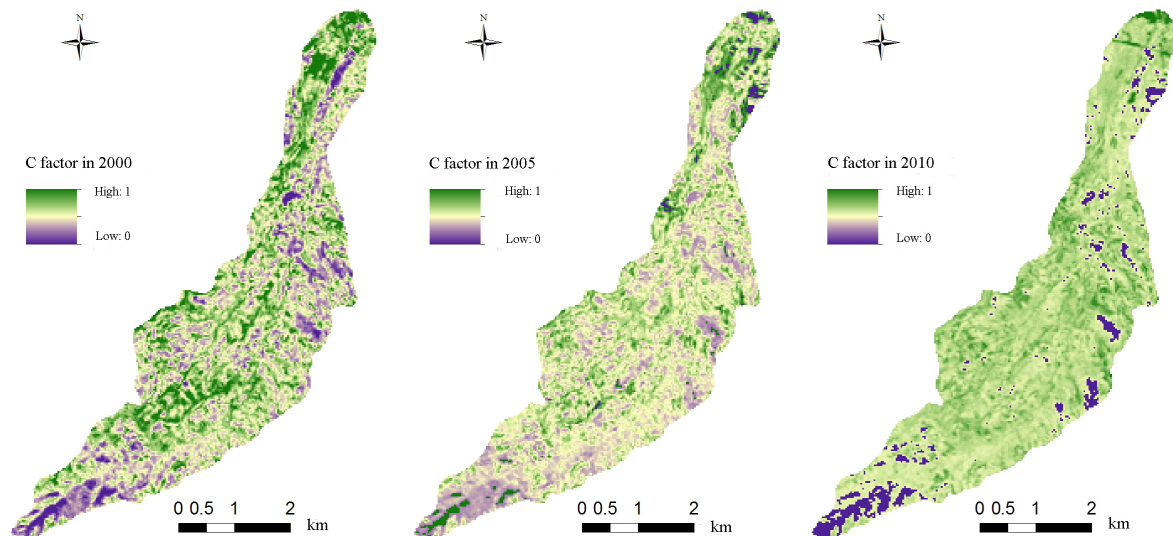 N
C factor in 2000
High: 1
Low: 0
0 0.5 1 2
km
N
C factor in 2005
High: 1
Low: 0
0 0.5 1 2
km
N
C factor in 2010
High: 1
Low: 0
0 0.5 1 2
km